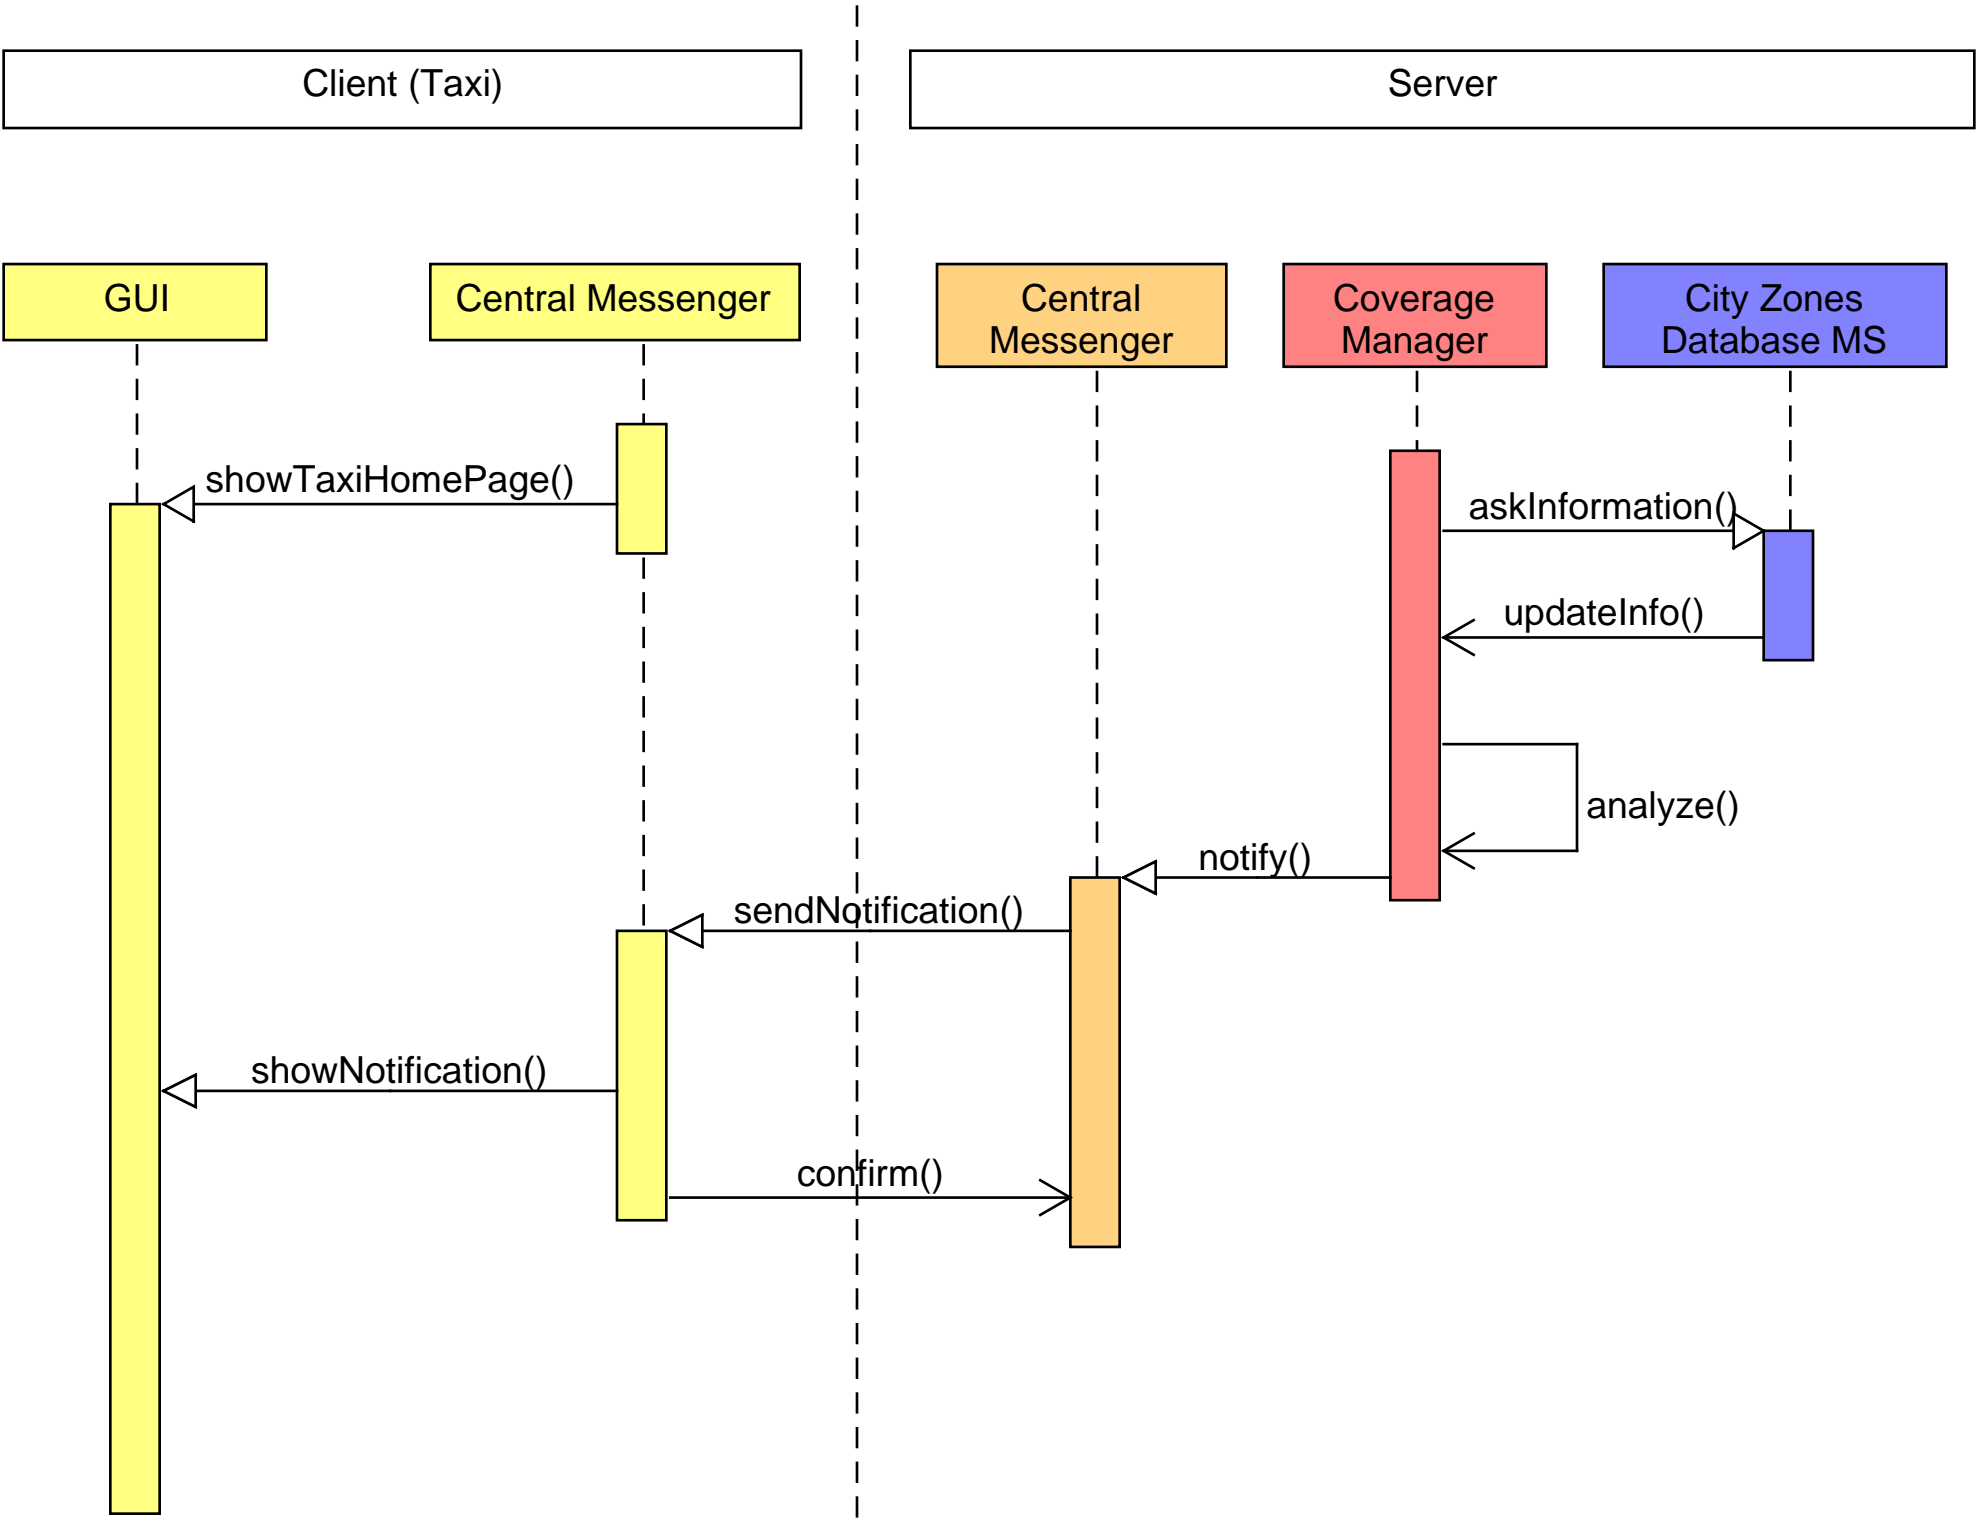 Client (Taxi)
Server
GUI
Central Messenger
Central
Messenger
Coverage
Manager
City Zones
Database MS
showTaxiHomePage()
askInformation()
updateInfo()
analyze()
notify()
sendNotification()
showNotification()
confirm()